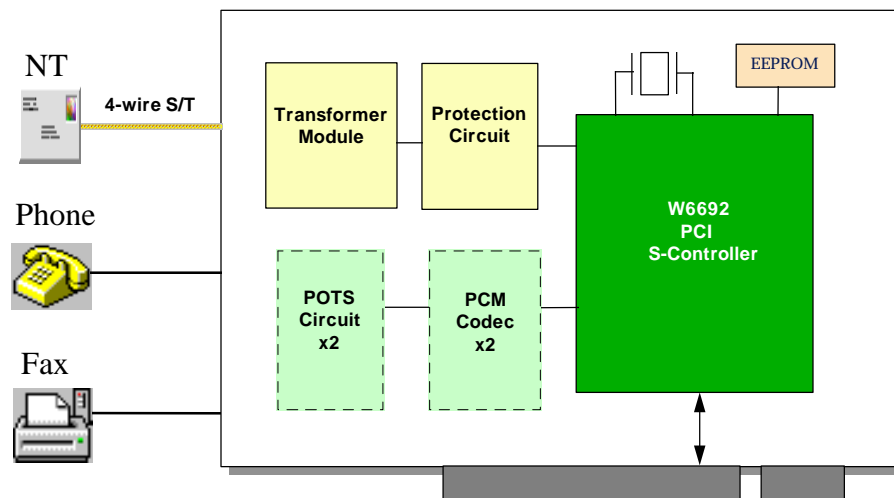 NT
4-wire S/T
Phone
Fax
Transformer
Module
Protection
Circuit
EEPROM
W6692
PCI
S-Controller
POTS
Circuit
x2
PCM
Codec
x2